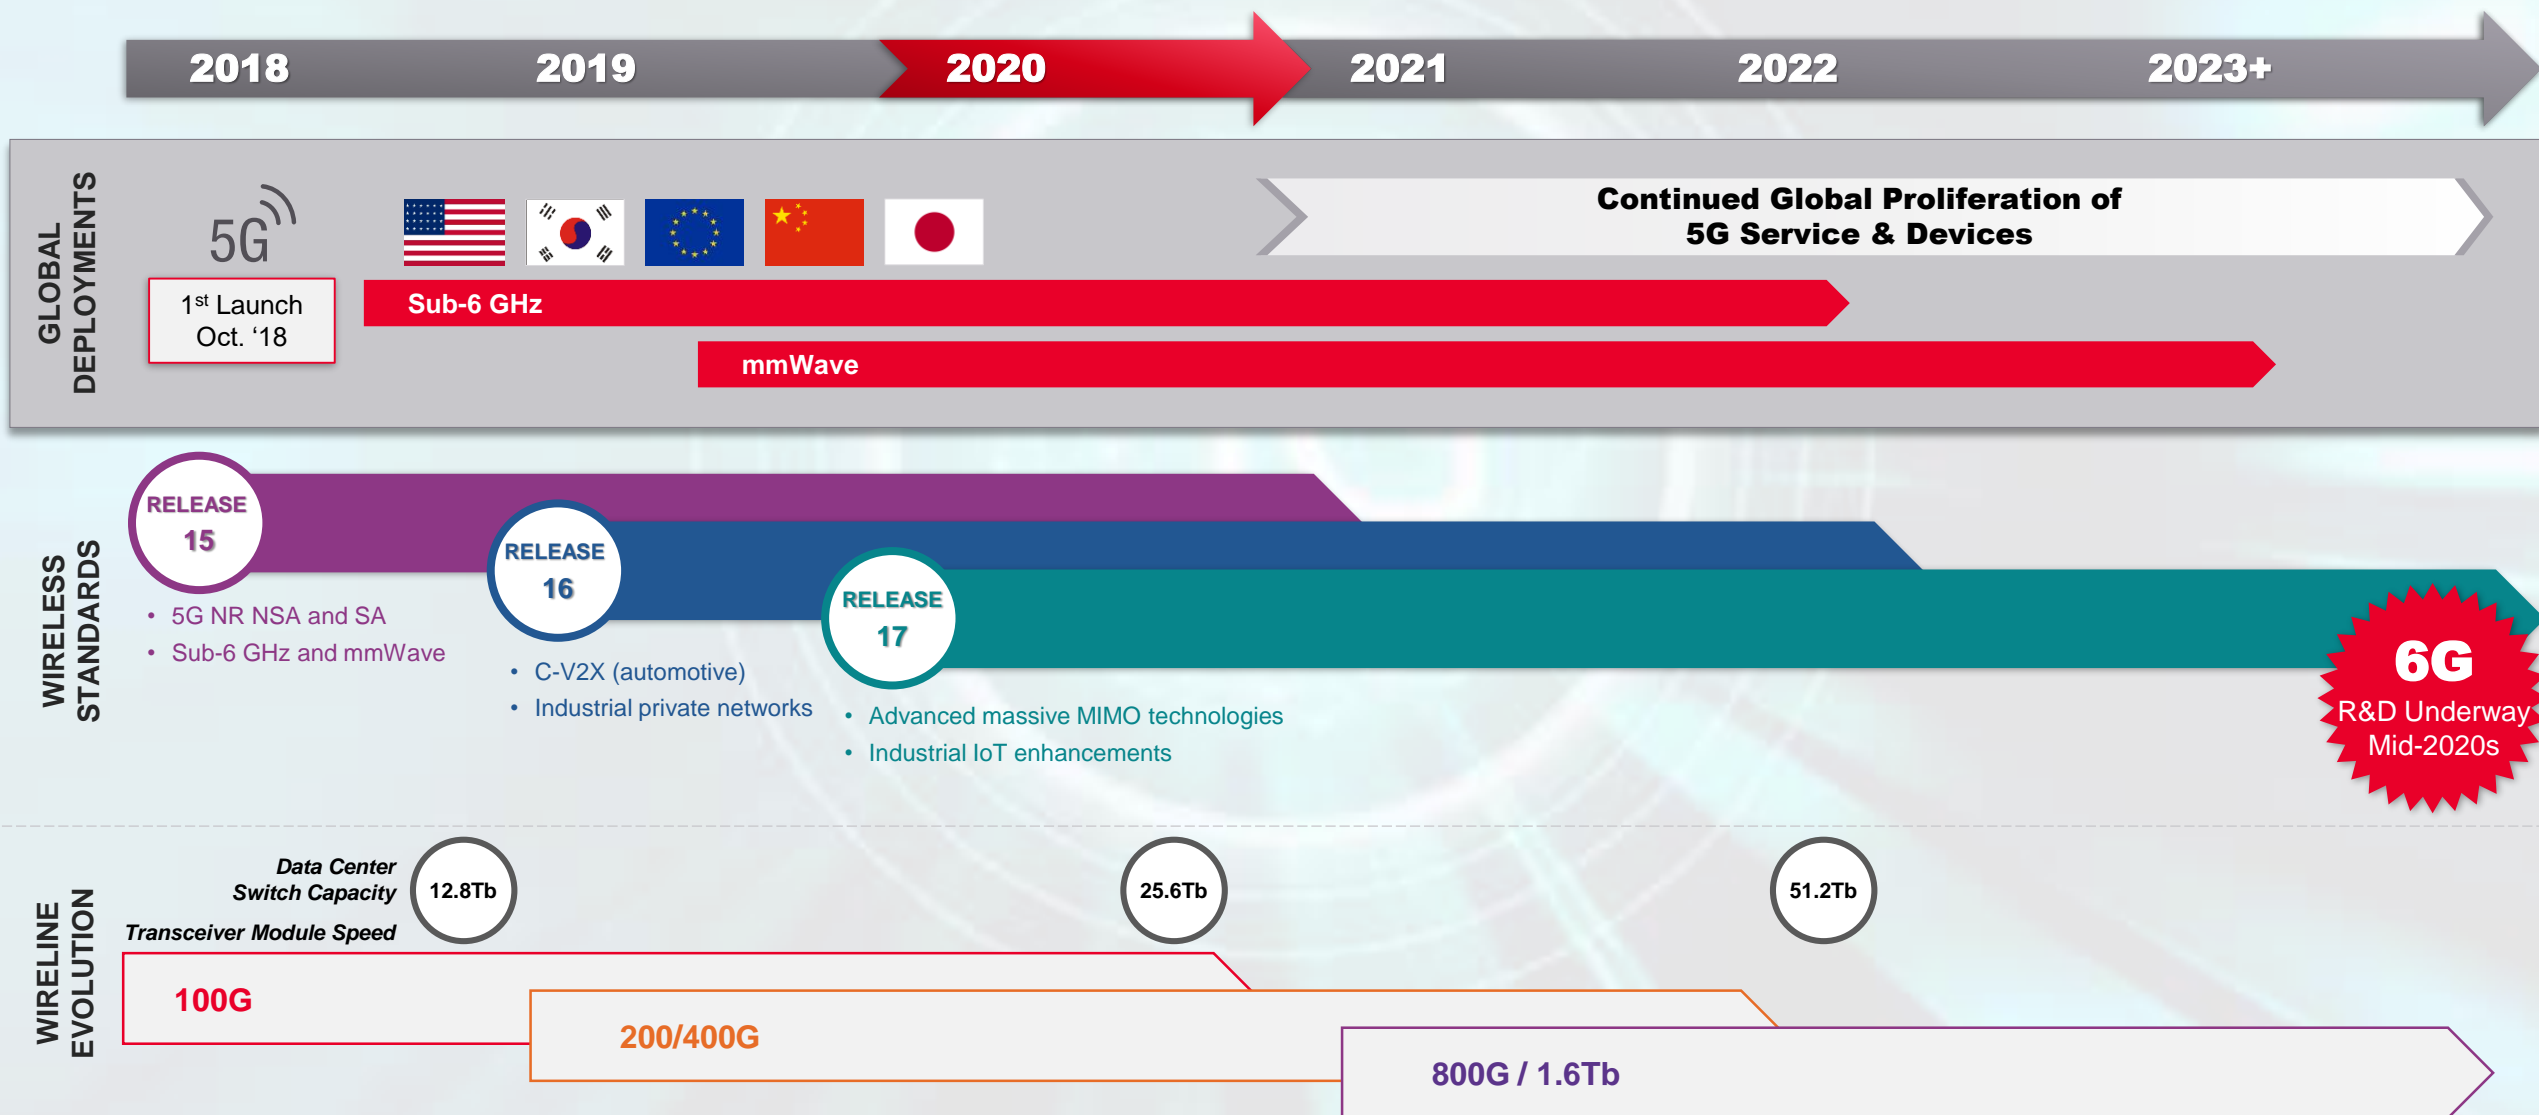 2018 2019 2020 2021 2022 2023+
GLOBAL
DEPLOYMENTS
5G
1st Launch
Oct. ‘18
Continued Global Proliferation of
5G Service & Devices
Sub-6 GHz
mmWave
WIRELESS
STANDARDS
RELEASE
15
• 5G NR NSA and SA
• Sub-6 GHz and mmWave
RELEASE
16
• C-V2X (automotive)
• Industrial private networks
RELEASE
17
• Advanced massive MIMO technologies
• Industrial IoT enhancements
6G
R&D Underway
Mid-2020s
WIRELINE
EVOLUTION
Data Center
Switch Capacity
12.8Tb
25.6Tb
51.2Tb
Transceiver Module Speed
100G
200/400G
800G / 1.6Tb